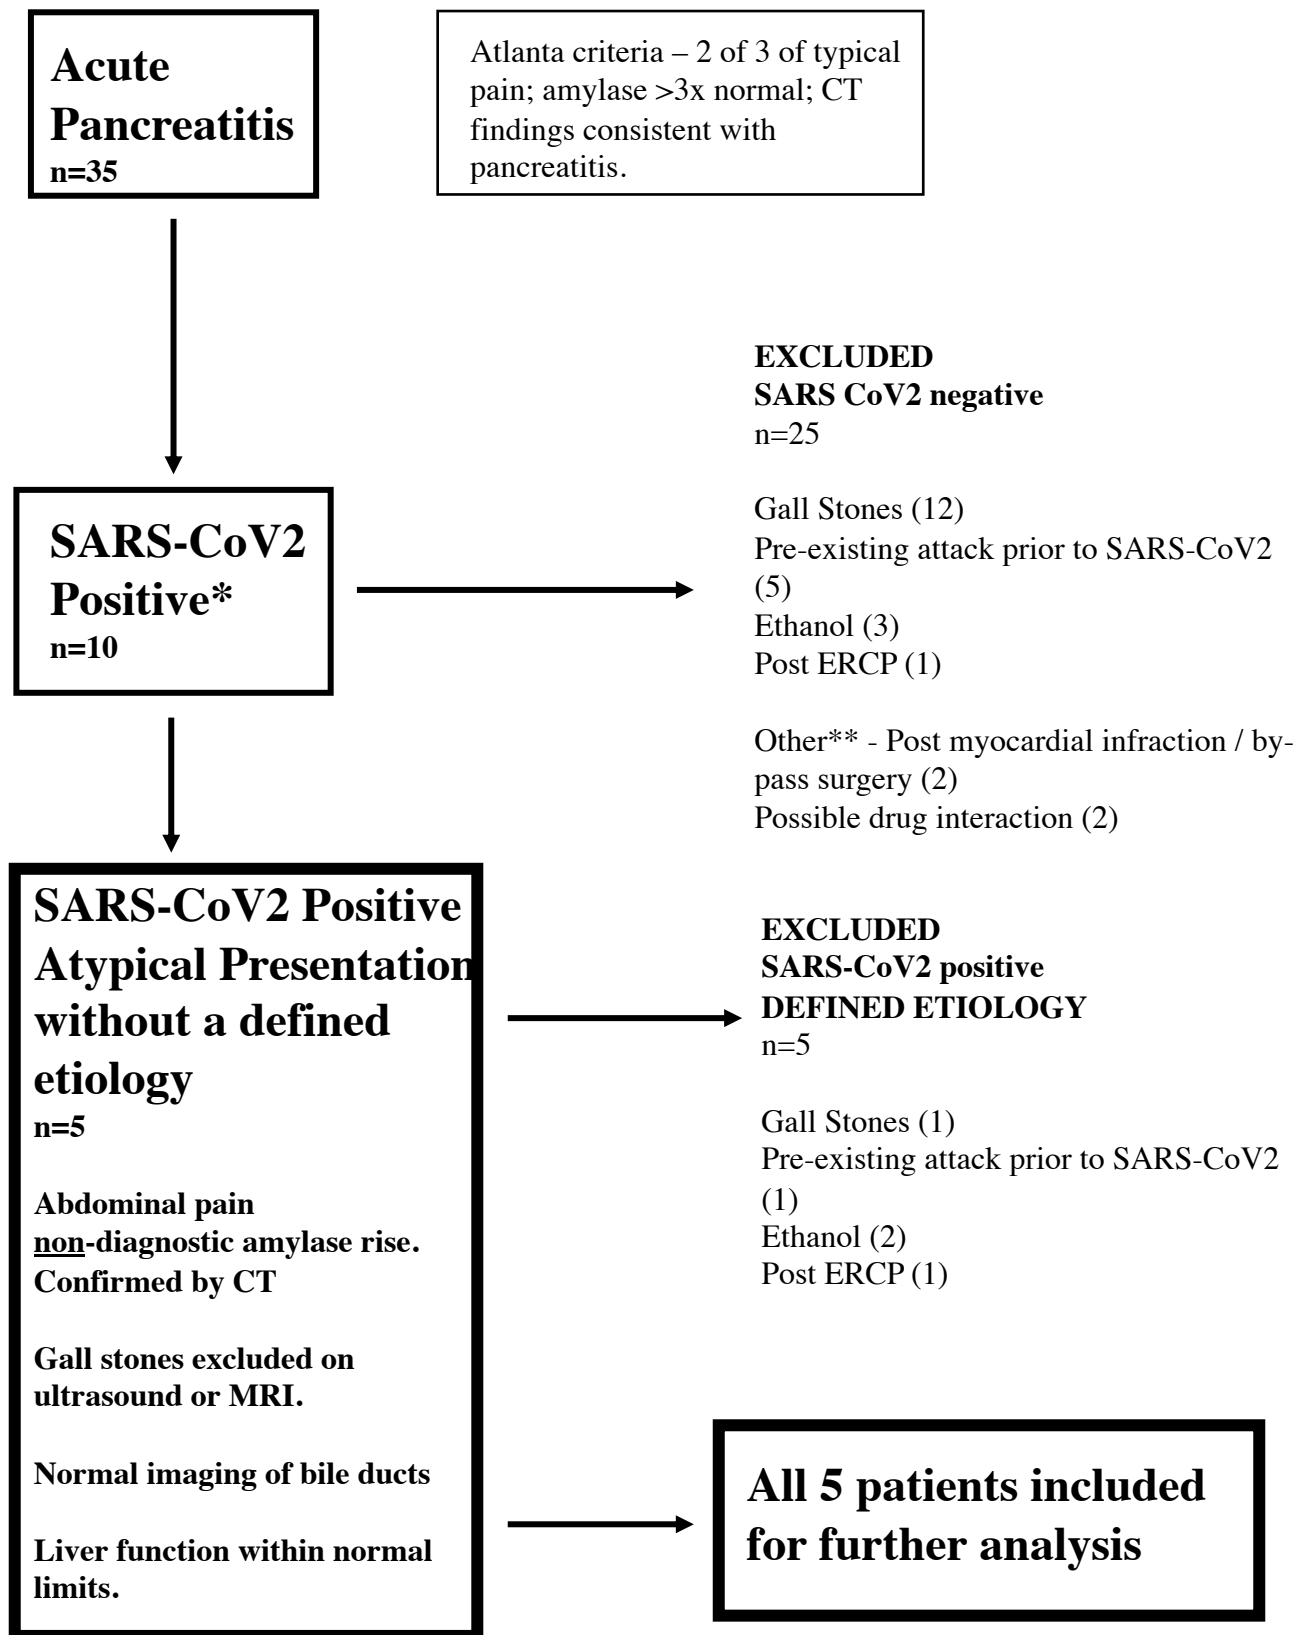 Acute
Pancreatitis
n=35
Atlanta criteria – 2 of 3 of typical
pain; amylase >3x normal; CT
findings consistent with
pancreatitis.
EXCLUDED
SARS CoV2 negative
n=25
Gall Stones (12)
Pre-existing attack prior to SARS-CoV2
(5)
Ethanol (3)
Post ERCP (1)
Other** - Post myocardial infraction / by-
pass surgery (2)
Possible drug interaction (2)
SARS-CoV2
Positive*
n=10
SARS-CoV2 Positive
Atypical Presentation
without a defined
etiology
n=5
Abdominal pain
non-diagnostic amylase rise.
Confirmed by CT
Gall stones excluded on
ultrasound or MRI.
Normal imaging of bile ducts
Liver function within normal
limits.
EXCLUDED
SARS-CoV2 positive
DEFINED ETIOLOGY
n=5
Gall Stones (1)
Pre-existing attack prior to SARS-CoV2
(1)
Ethanol (2)
Post ERCP (1)
All 5 patients included
for further analysis